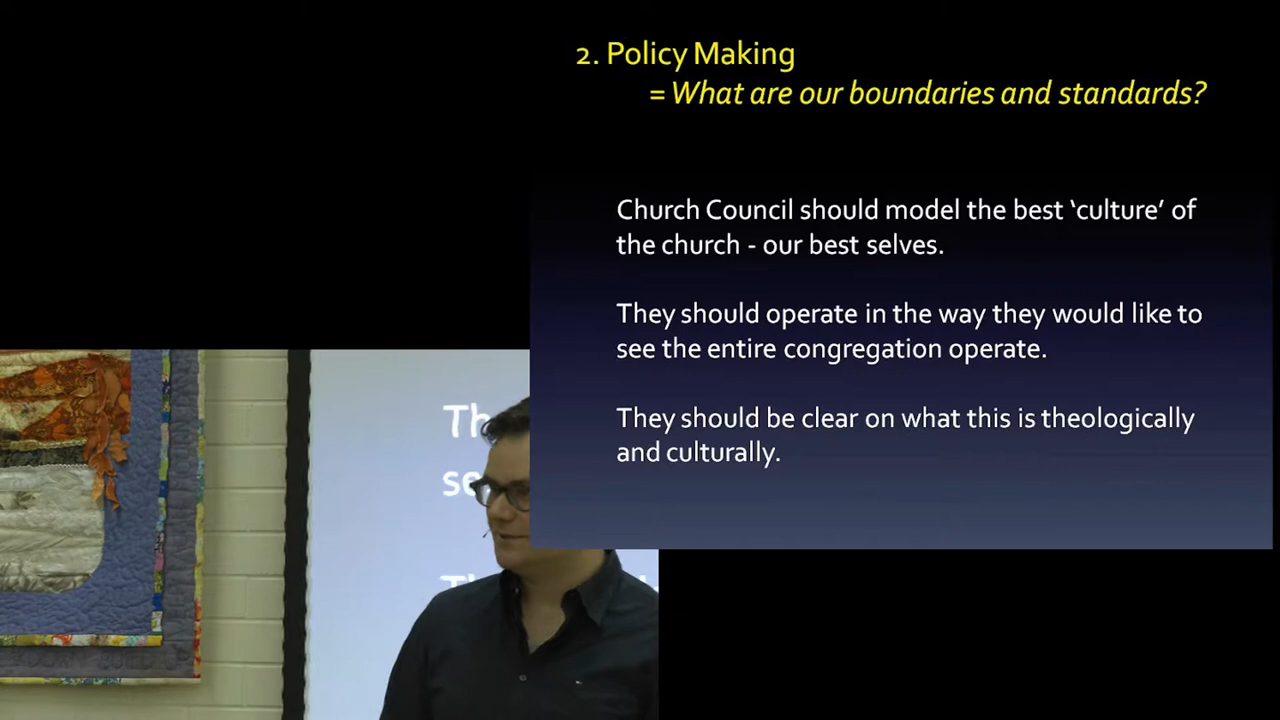 2. Policy Making
= What are our boundaries and standards?
Church Council should model the best ‘culture’ of
the church - our best selves.
They should operate in the way they would like to
see the entire congregation operate.
They should be clear on what this is theologically
and culturally.